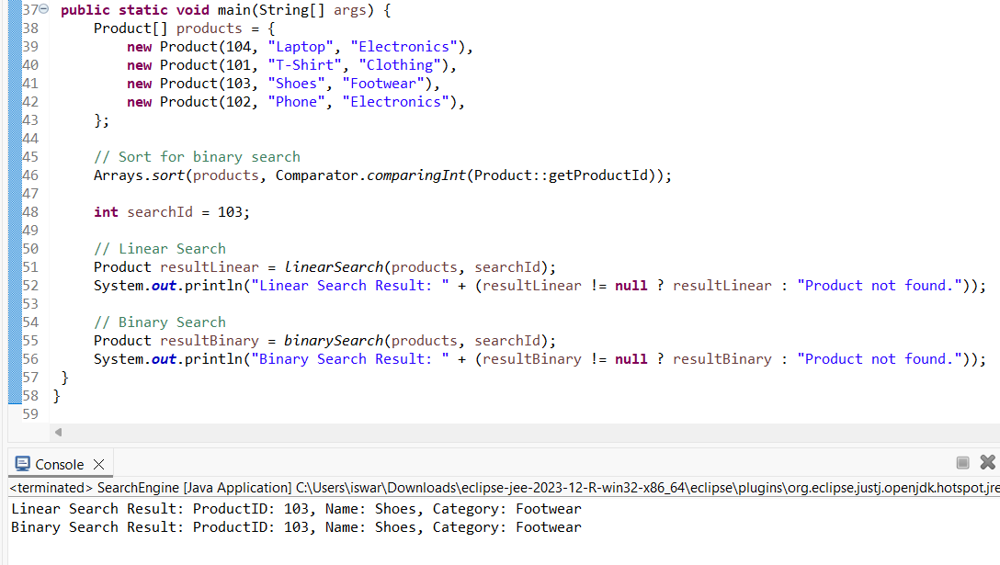 37 public static void main(String[] args) {
38 Product[] products = {
39 new Product(104, "Laptop", "Electronics"),
40 new Product(101, "T-Shirt", "Clothing"),
41 new Product(103, "Shoes", "Footwear"),
42 new Product(102, "Phone", "Electronics"),
43 };
44
45 // Sort for binary search
46 Arrays.sort(products, Comparator.comparingInt(Product::getProductId));
47
48 int searchId = 103;
49
50 // Linear Search
51 Product resultLinear = linearSearch(products, searchId);
52 System.out.println("Linear Search Result: " + (resultLinear != null ? resultLinear : "Product not found."));
53
54 // Binary Search
55 Product resultBinary = binarySearch(products, searchId);
56 System.out.println("Binary Search Result: " + (resultBinary != null ? resultBinary : "Product not found."));
57 }
58 }
59
Console
<terminated> SearchEngine [Java Application] C:\Users\iswar\Downloads\eclipse-jee-2023-12-R-win32-x86_64\eclipse\plugins\org.eclipse.justj.openjdk.hotspot.jre
Linear Search Result: ProductID: 103, Name: Shoes, Category: Footwear
Binary Search Result: ProductID: 103, Name: Shoes, Category: Footwear